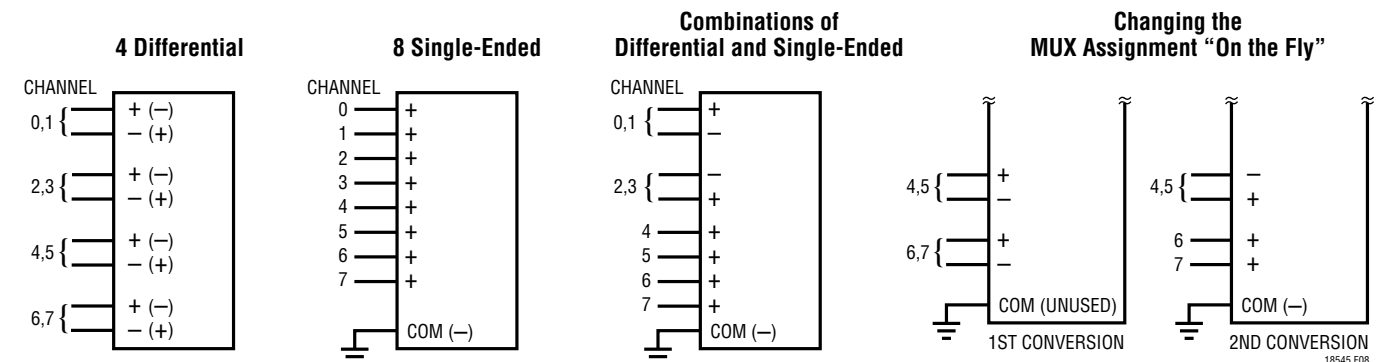 4 Differential
CHANNEL
0,1 { + (–)
– (+)
2,3 { + (–)
– (+)
4,5 { + (–)
– (+)
6,7 { + (–)
– (+)
8 Single-Ended
CHANNEL
0 +
1 +
2 +
3 +
4 +
5 +
6 +
7 +
COM (–)
Combinations of
Differential and Single-Ended
CHANNEL
0,1 { +
–
2,3 { –
+
4 +
5 +
6 +
7 +
COM (–)
Changing the
MUX Assignment “On the Fly”
4,5 { +
–
6,7 { +
–
COM (UNUSED)
1ST CONVERSION
4,5 { –
+
6 +
7 +
COM (–)
2ND CONVERSION
18545 F08